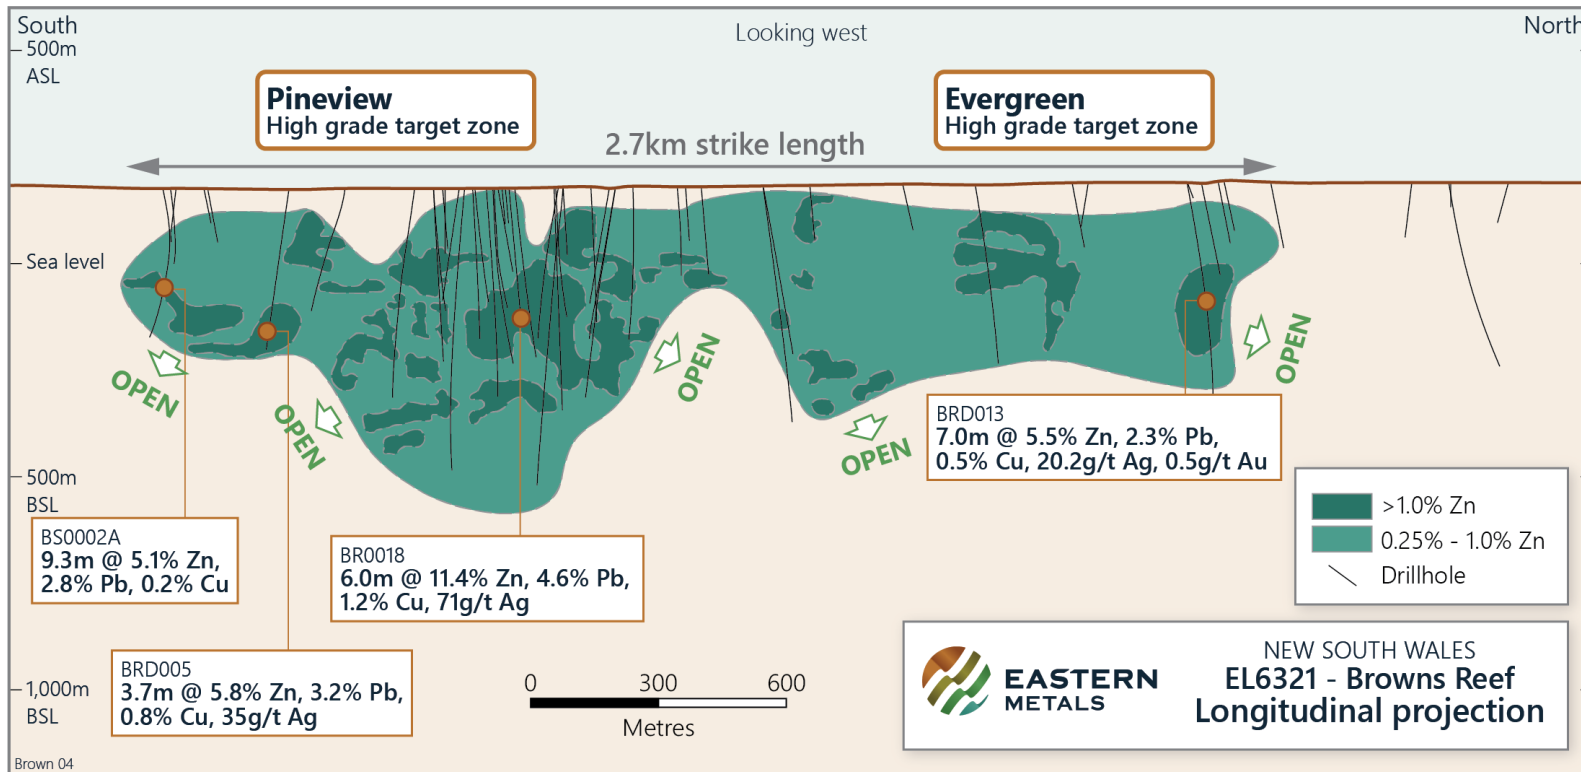 South
Looking west
North
500m
ASL
Pineview
High grade target zone
Evergreen
High grade target zone
2.7km strike length
Sea level
OPEN
OPEN
OPEN
OPEN
OPEN
500m
BSL
BRD013
7.0m @ 5.5% Zn, 2.3% Pb,
0.5% Cu, 20.2g/t Ag, 0.5g/t Au
>1.0% Zn
0.25% - 1.0% Zn
Drillhole
BS0002A
9.3m @ 5.1% Zn,
2.8% Pb, 0.2% Cu
BR0018
6.0m @ 11.4% Zn, 4.6% Pb,
1.2% Cu, 71g/t Ag
BRD005
3.7m @ 5.8% Zn, 3.2% Pb,
0.8% Cu, 35g/t Ag
1,000m
BSL
0 300 600
Metres
EASTERN
METALS
NEW SOUTH WALES
EL6321 - Browns Reef
Longitudinal projection
Brown 04